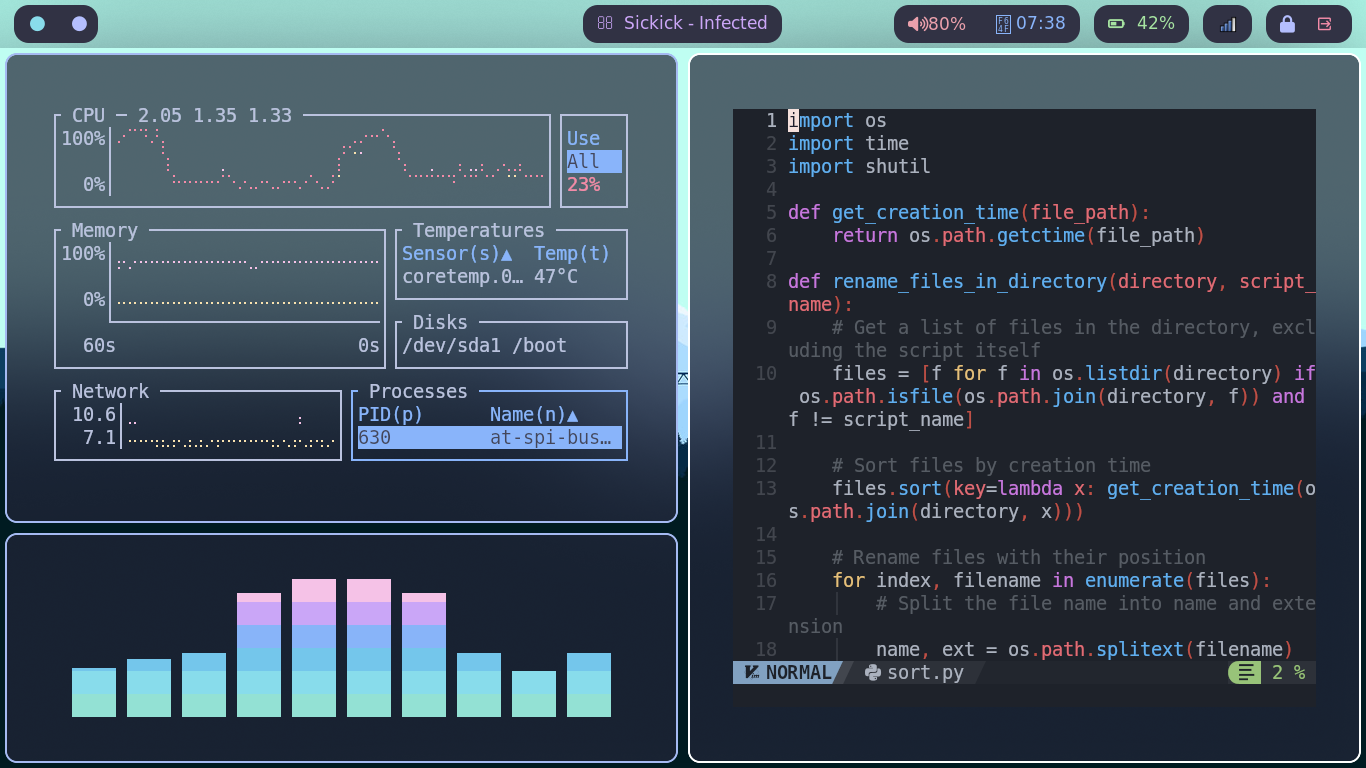 Sickick - Infected
80%
07:38
42%
CPU — 2.05 1.35 1.33
100%
0%
Use
All
23%
Memory
100%
0%
60s 0s
Temperatures
Sensor(s)▲ Temp(t)
coretemp.0… 47°C
Disks
/dev/sda1 /boot
Network
10.6
7.1
Processes
PID(p) Name(n)▲
630 at-spi-bus…
1 import os
2 import time
3 import shutil
4
5 def get_creation_time(file_path):
6     return os.path.getctime(file_path)
7
8 def rename_files_in_directory(directory, script_
name):
9     # Get a list of files in the directory, excl
uding the script itself
10     files = [f for f in os.listdir(directory) if
 os.path.isfile(os.path.join(directory, f)) and 
f != script_name]
11
12     # Sort files by creation time
13     files.sort(key=lambda x: get_creation_time(o
s.path.join(directory, x)))
14
15     # Rename files with their position
16     for index, filename in enumerate(files):
17         # Split the file name into name and exte
nsion
18         name, ext = os.path.splitext(filename)
NORMAL sort.py 2 %